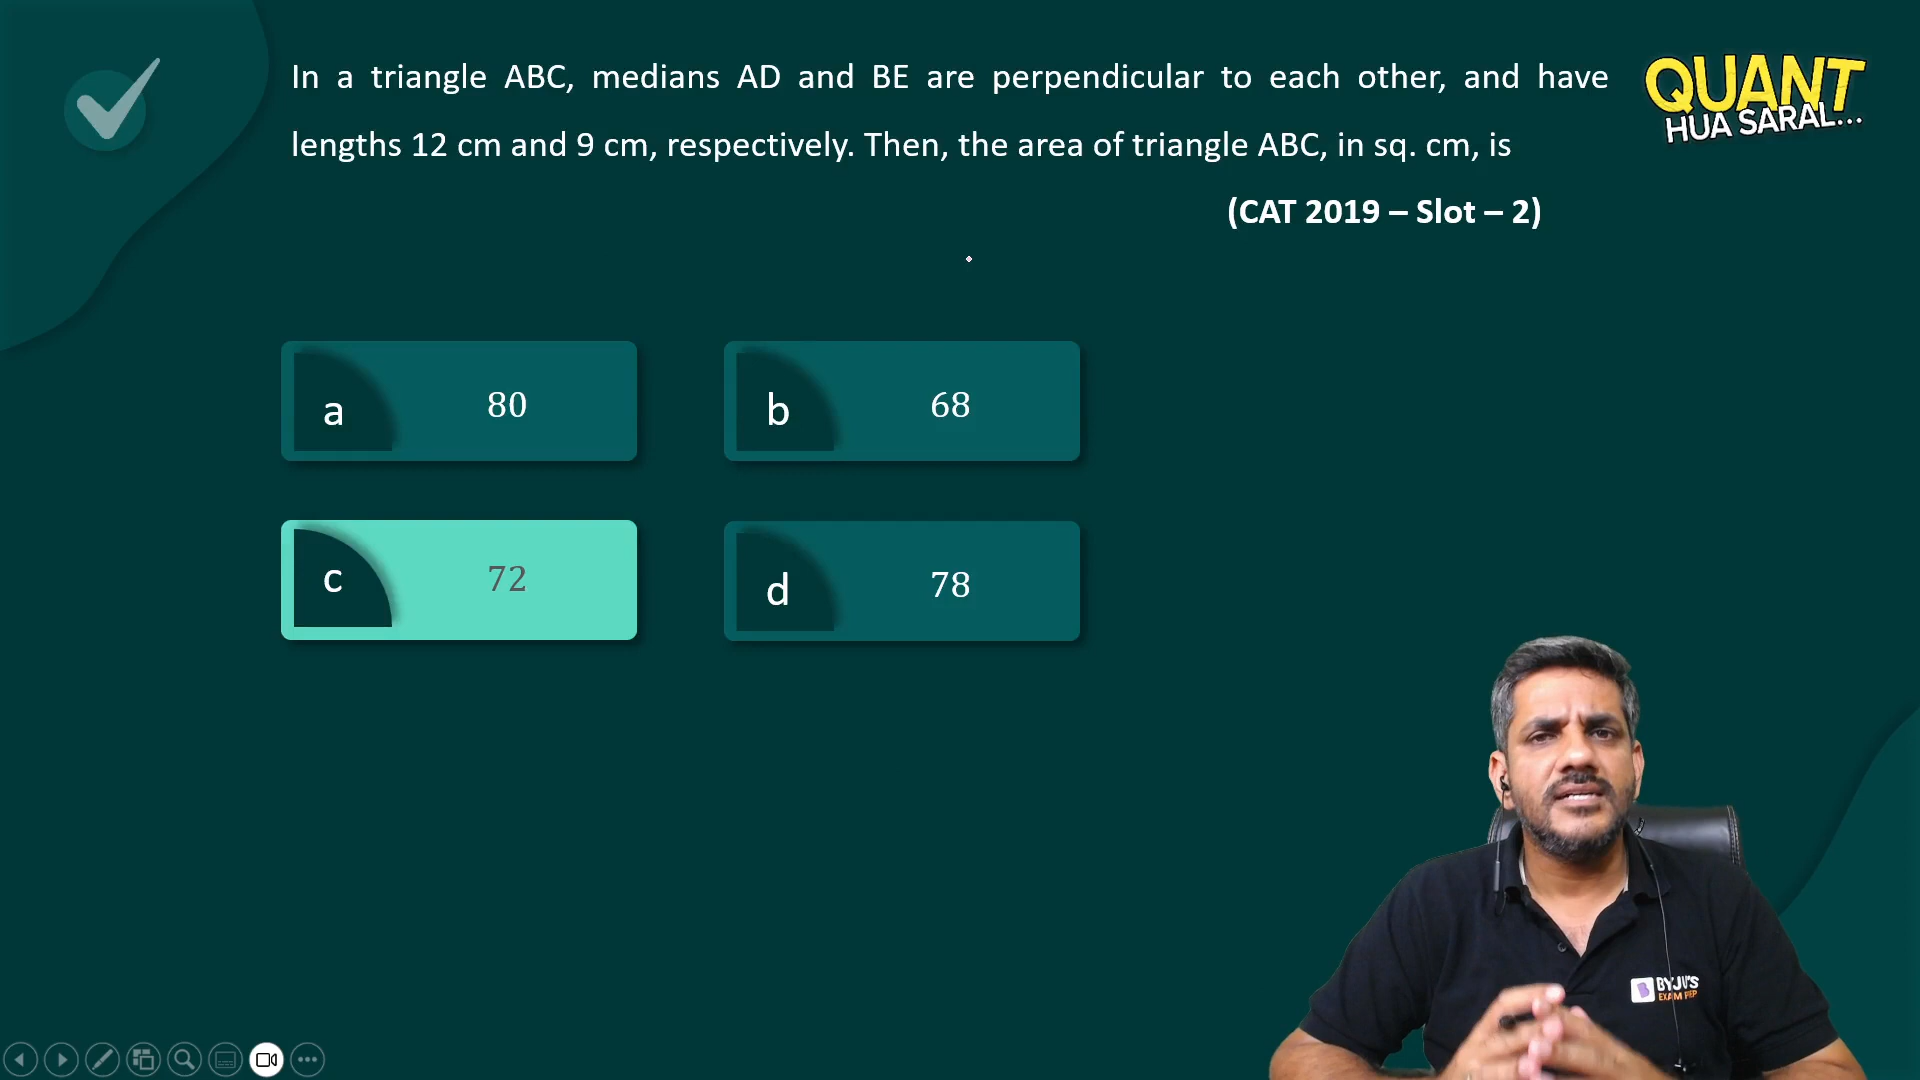 In a triangle ABC, medians AD and BE are perpendicular to each other, and have
lengths 12 cm and 9 cm, respectively. Then, the area of triangle ABC, in sq. cm, is
(CAT 2019 – Slot – 2)
QUANT
HUA SARAL...
a 80
b 68
c 72
d 78
B BYJU'S
EXAM PREP